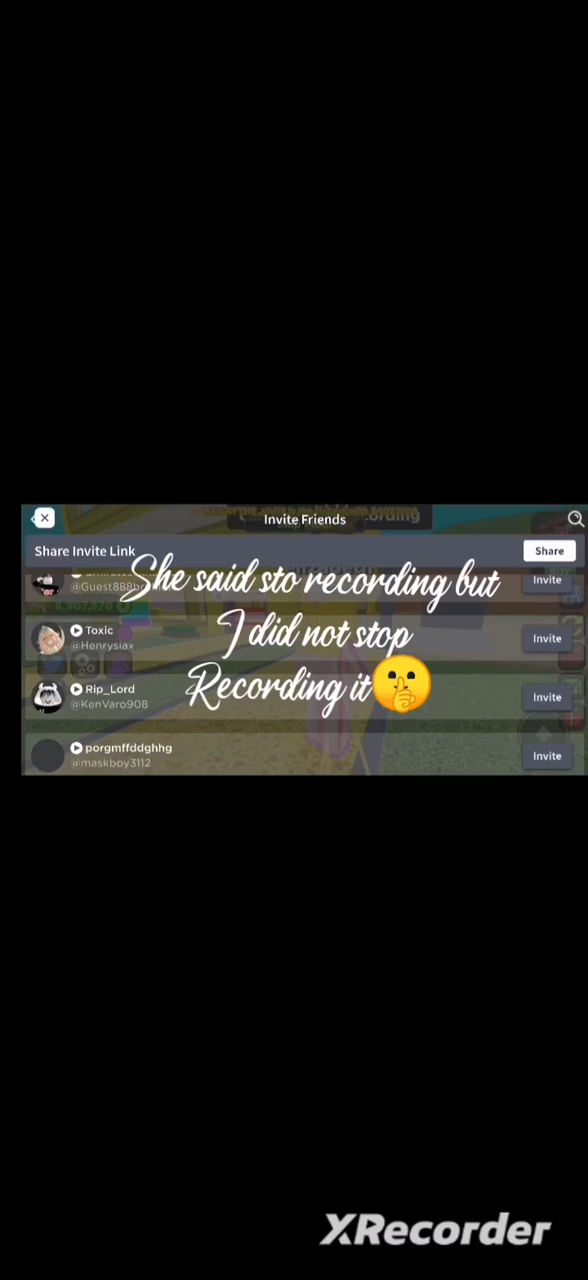 Invite Friends
Share Invite Link
Share
@Guest888b
Invite
She said sto recording but
Toxic
@Henrysiax
Invite
I did not stop
Rip_Lord
@KenVaro908
Invite
Recording it🤫
porgmffddghhg
@maskboy3112
Invite
XRecorder